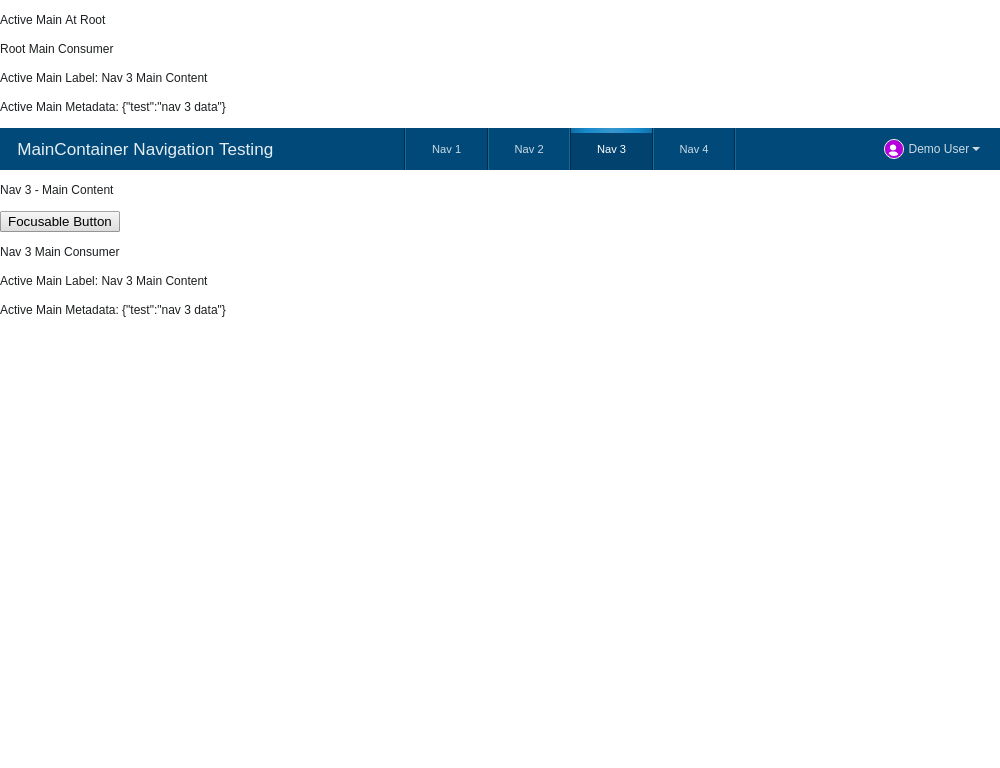 Active Main At Root
Root Main Consumer
Active Main Label: Nav 3 Main Content
Active Main Metadata: {"test":"nav 3 data"}
MainContainer Navigation Testing Nav 1 Nav 2 Nav 3 Nav 4 Demo User
Nav 3 - Main Content
Focusable Button
Nav 3 Main Consumer
Active Main Label: Nav 3 Main Content
Active Main Metadata: {"test":"nav 3 data"}